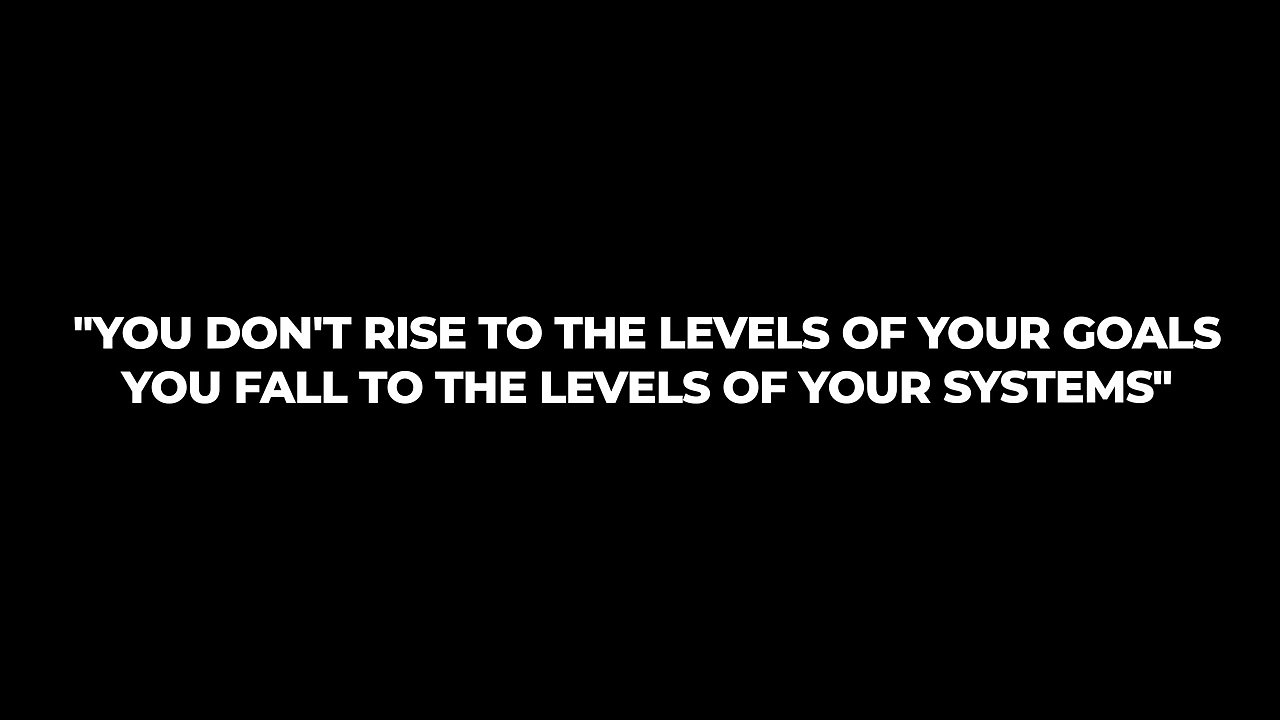 "YOU DON'T RISE TO THE LEVELS OF YOUR GOALS
YOU FALL TO THE LEVELS OF YOUR SYSTEMS"